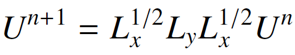 $U^{n+1} = L_x^{1/2} L_y L_x^{1/2} U^n$